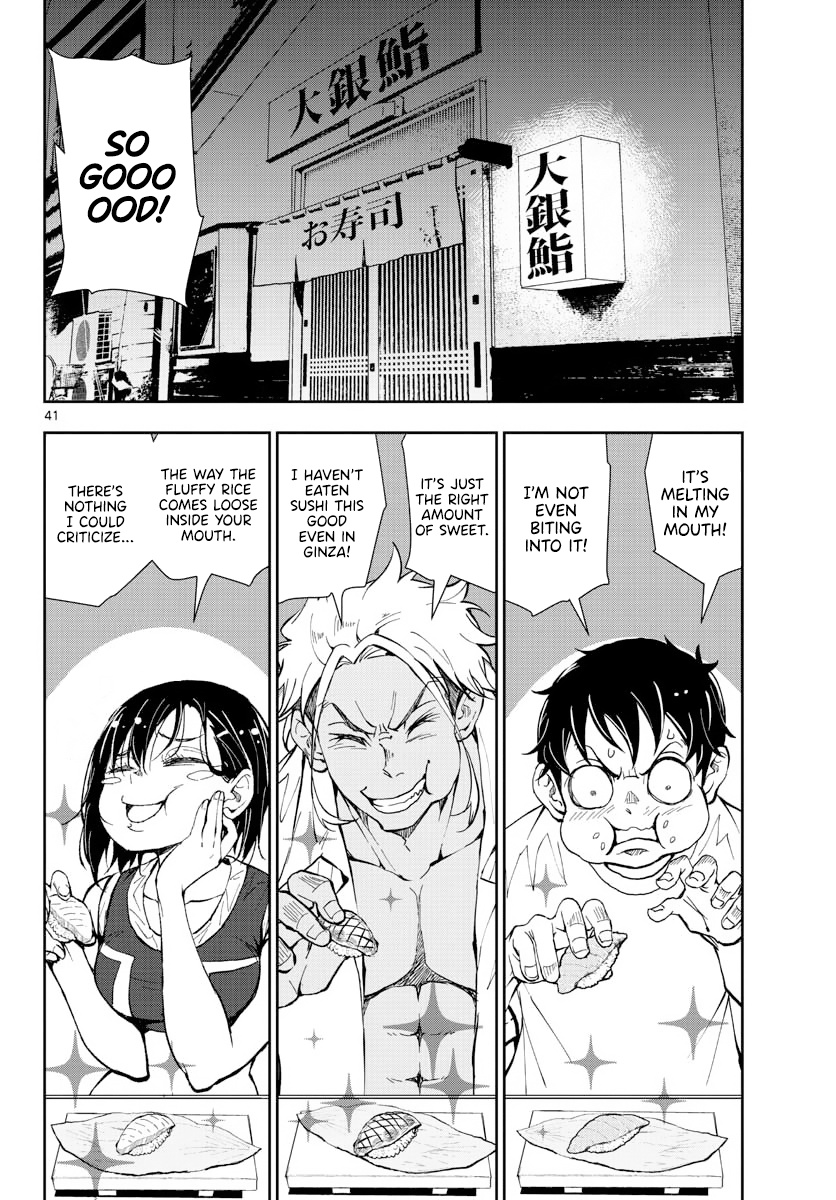 大銀鮨
お寿司
大銀鮨
SO
GOOO
OOD!
41
IT'S
MELTING
IN MY
MOUTH!
I'M NOT
EVEN
BITING
INTO IT!
IT'S JUST
THE RIGHT
AMOUNT
OF SWEET.
I HAVEN'T
EATEN
SUSHI THIS
GOOD
EVEN IN
GINZA!
THE WAY THE
FLUFFY RICE
COMES LOOSE
INSIDE YOUR
MOUTH.
THERE'S
NOTHING
I COULD
CRITICIZE...